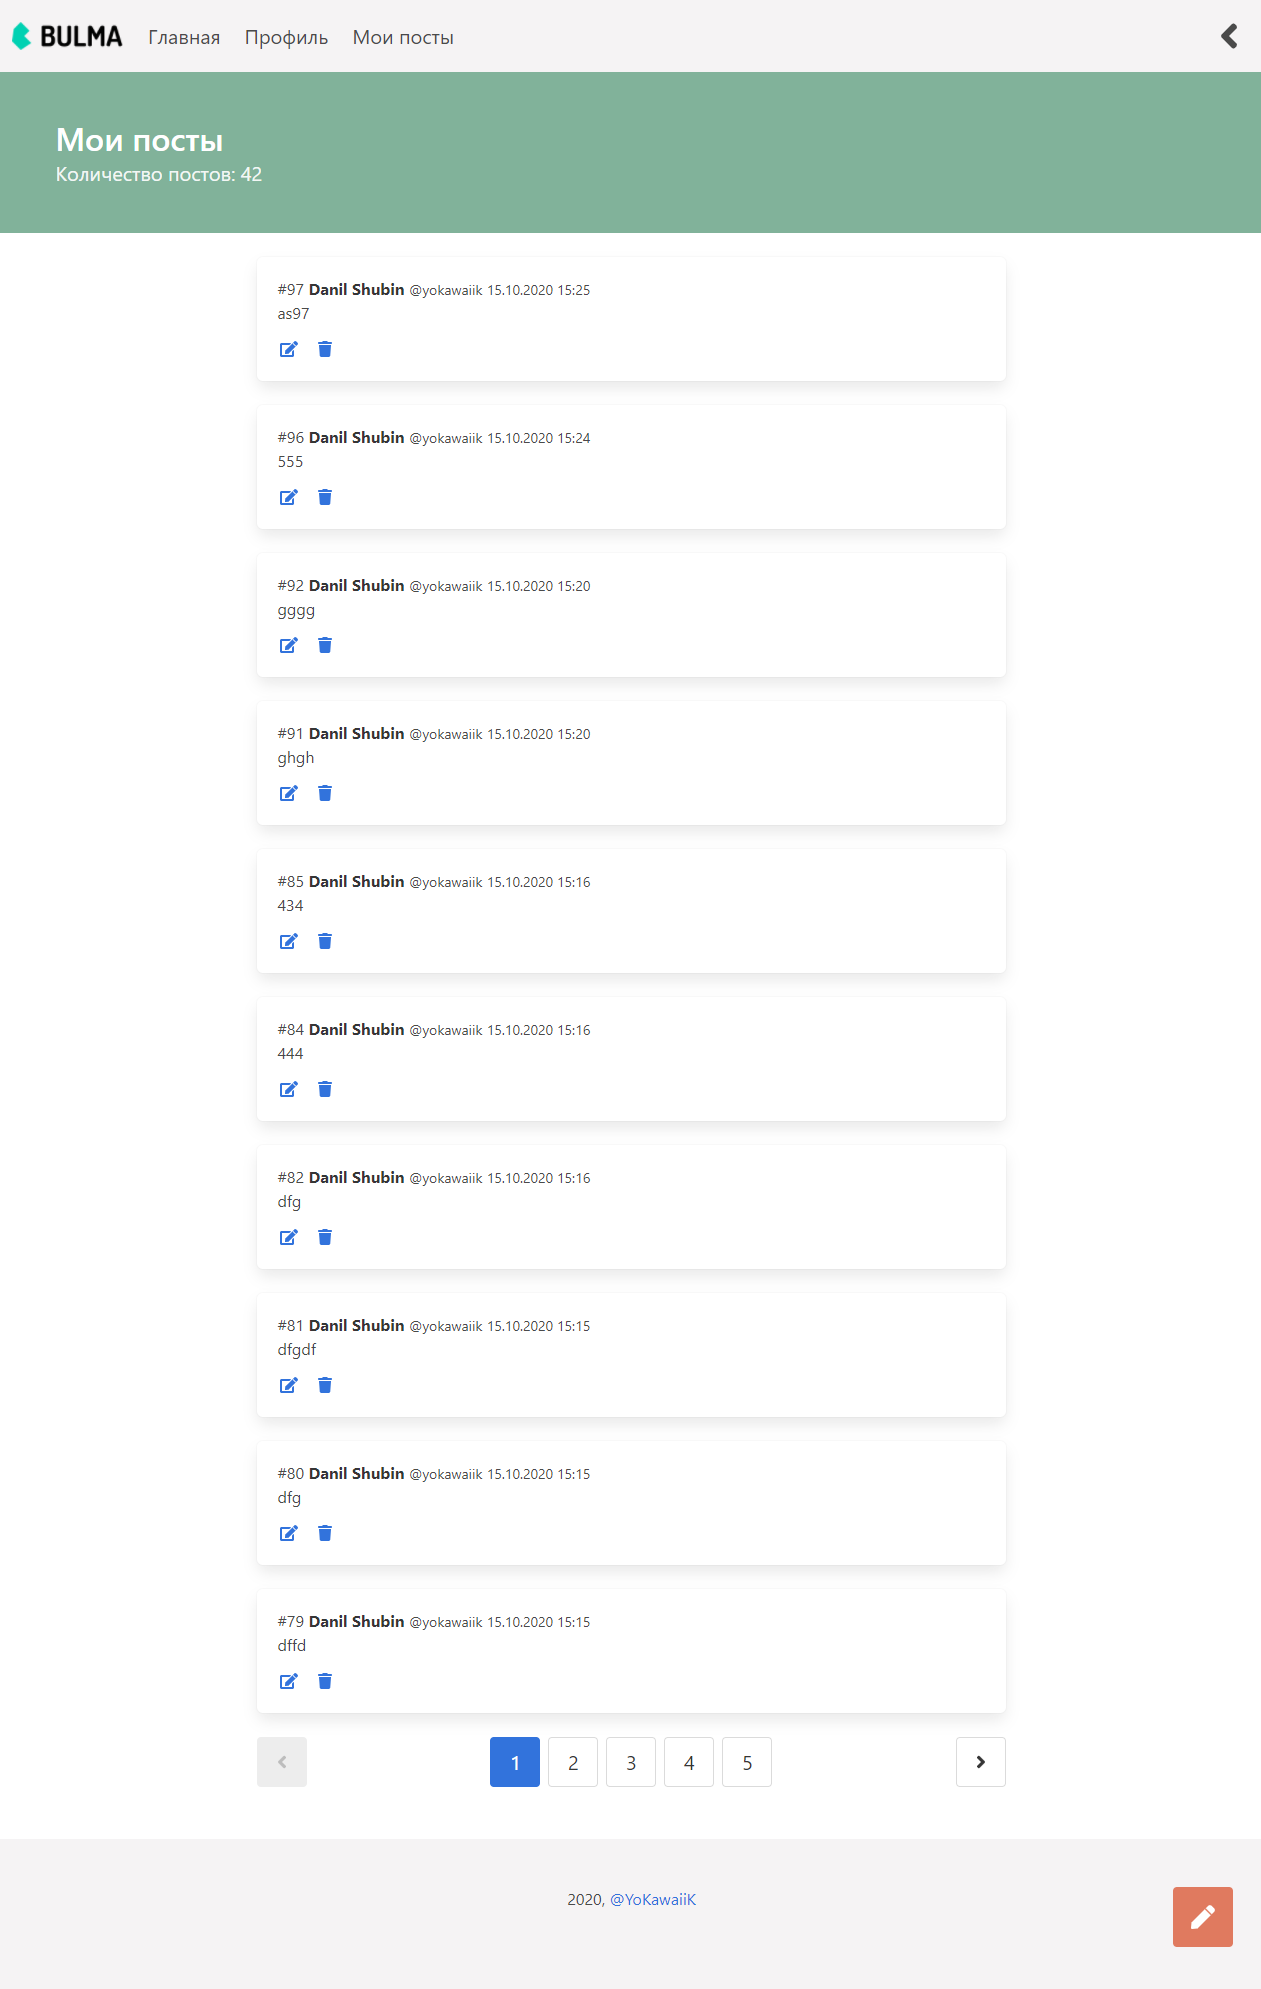 BULMA Главная Профиль Мои посты
Мои посты
Количество постов: 42
#97 Danil Shubin @yokawaiik 15.10.2020 15:25
as97
#96 Danil Shubin @yokawaiik 15.10.2020 15:24
555
#92 Danil Shubin @yokawaiik 15.10.2020 15:20
gggg
#91 Danil Shubin @yokawaiik 15.10.2020 15:20
ghgh
#85 Danil Shubin @yokawaiik 15.10.2020 15:16
434
#84 Danil Shubin @yokawaiik 15.10.2020 15:16
444
#82 Danil Shubin @yokawaiik 15.10.2020 15:16
dfg
#81 Danil Shubin @yokawaiik 15.10.2020 15:15
dfgdf
#80 Danil Shubin @yokawaiik 15.10.2020 15:15
dfg
#79 Danil Shubin @yokawaiik 15.10.2020 15:15
dffd
1 2 3 4 5
2020, @YoKawaiiK